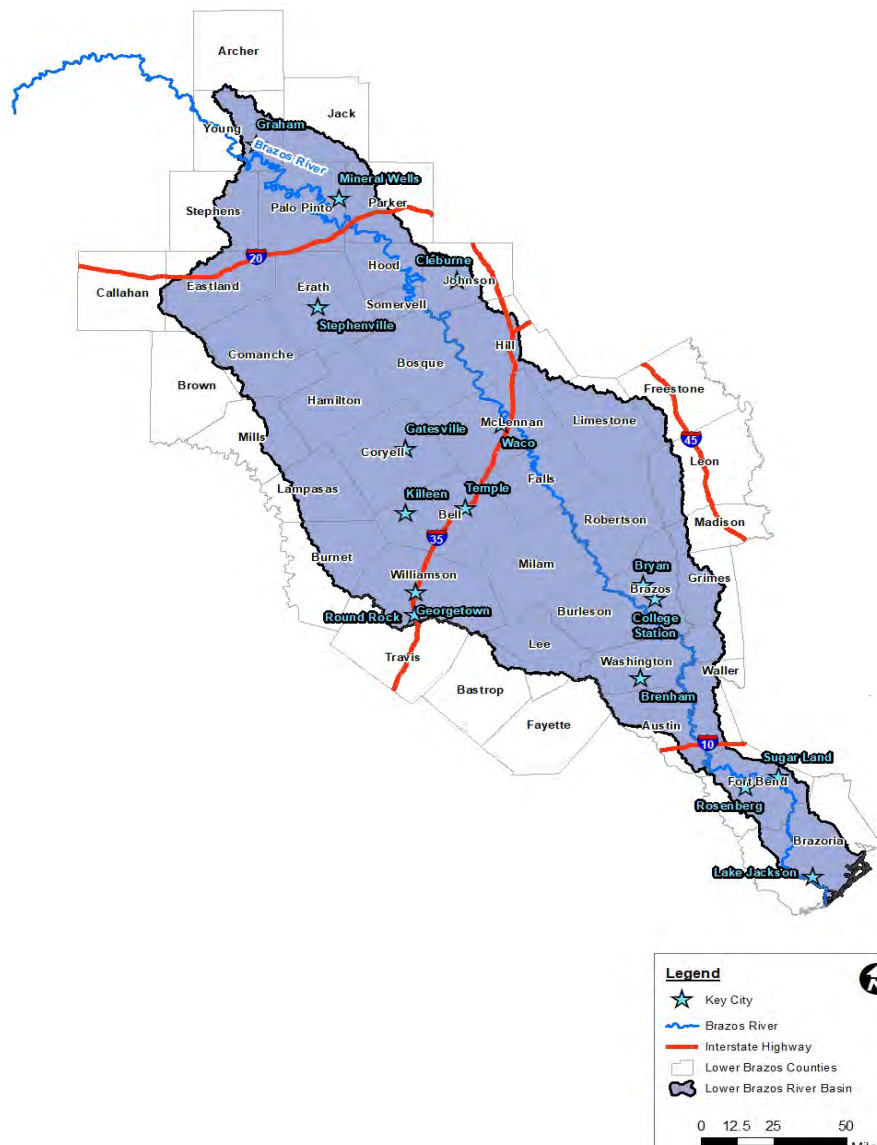 Archer
Jack
Young
Graham
Brazos River
Mineral Wells
Stephens
Palo Pinto
Parker
20
Hood
Cleburne
Johnson
Callahan
Eastland
Erath
Somervell
Stephenville
Hill
Comanche
Bosque
Brown
Freestone
Hamilton
Limestone
McLennan
Gatesville
Waco
45
Mills
Coryell
Leon
Falls
Lampasas
Killeen
Temple
Bell
Robertson
Madison
35
Burnet
Milam
Bryan
Grimes
Williamson
Brazos
Burleson
Round Rock
Georgetown
College
Station
Lee
Travis
Washington
Waller
Bastrop
Brenham
Fayette
Austin
10
Sugar Land
Fort Bend
Rosenberg
Brazoria
Lake Jackson
Legend
N
Key City
Brazos River
Interstate Highway
Lower Brazos Counties
Lower Brazos River Basin
0 12.5 25 50